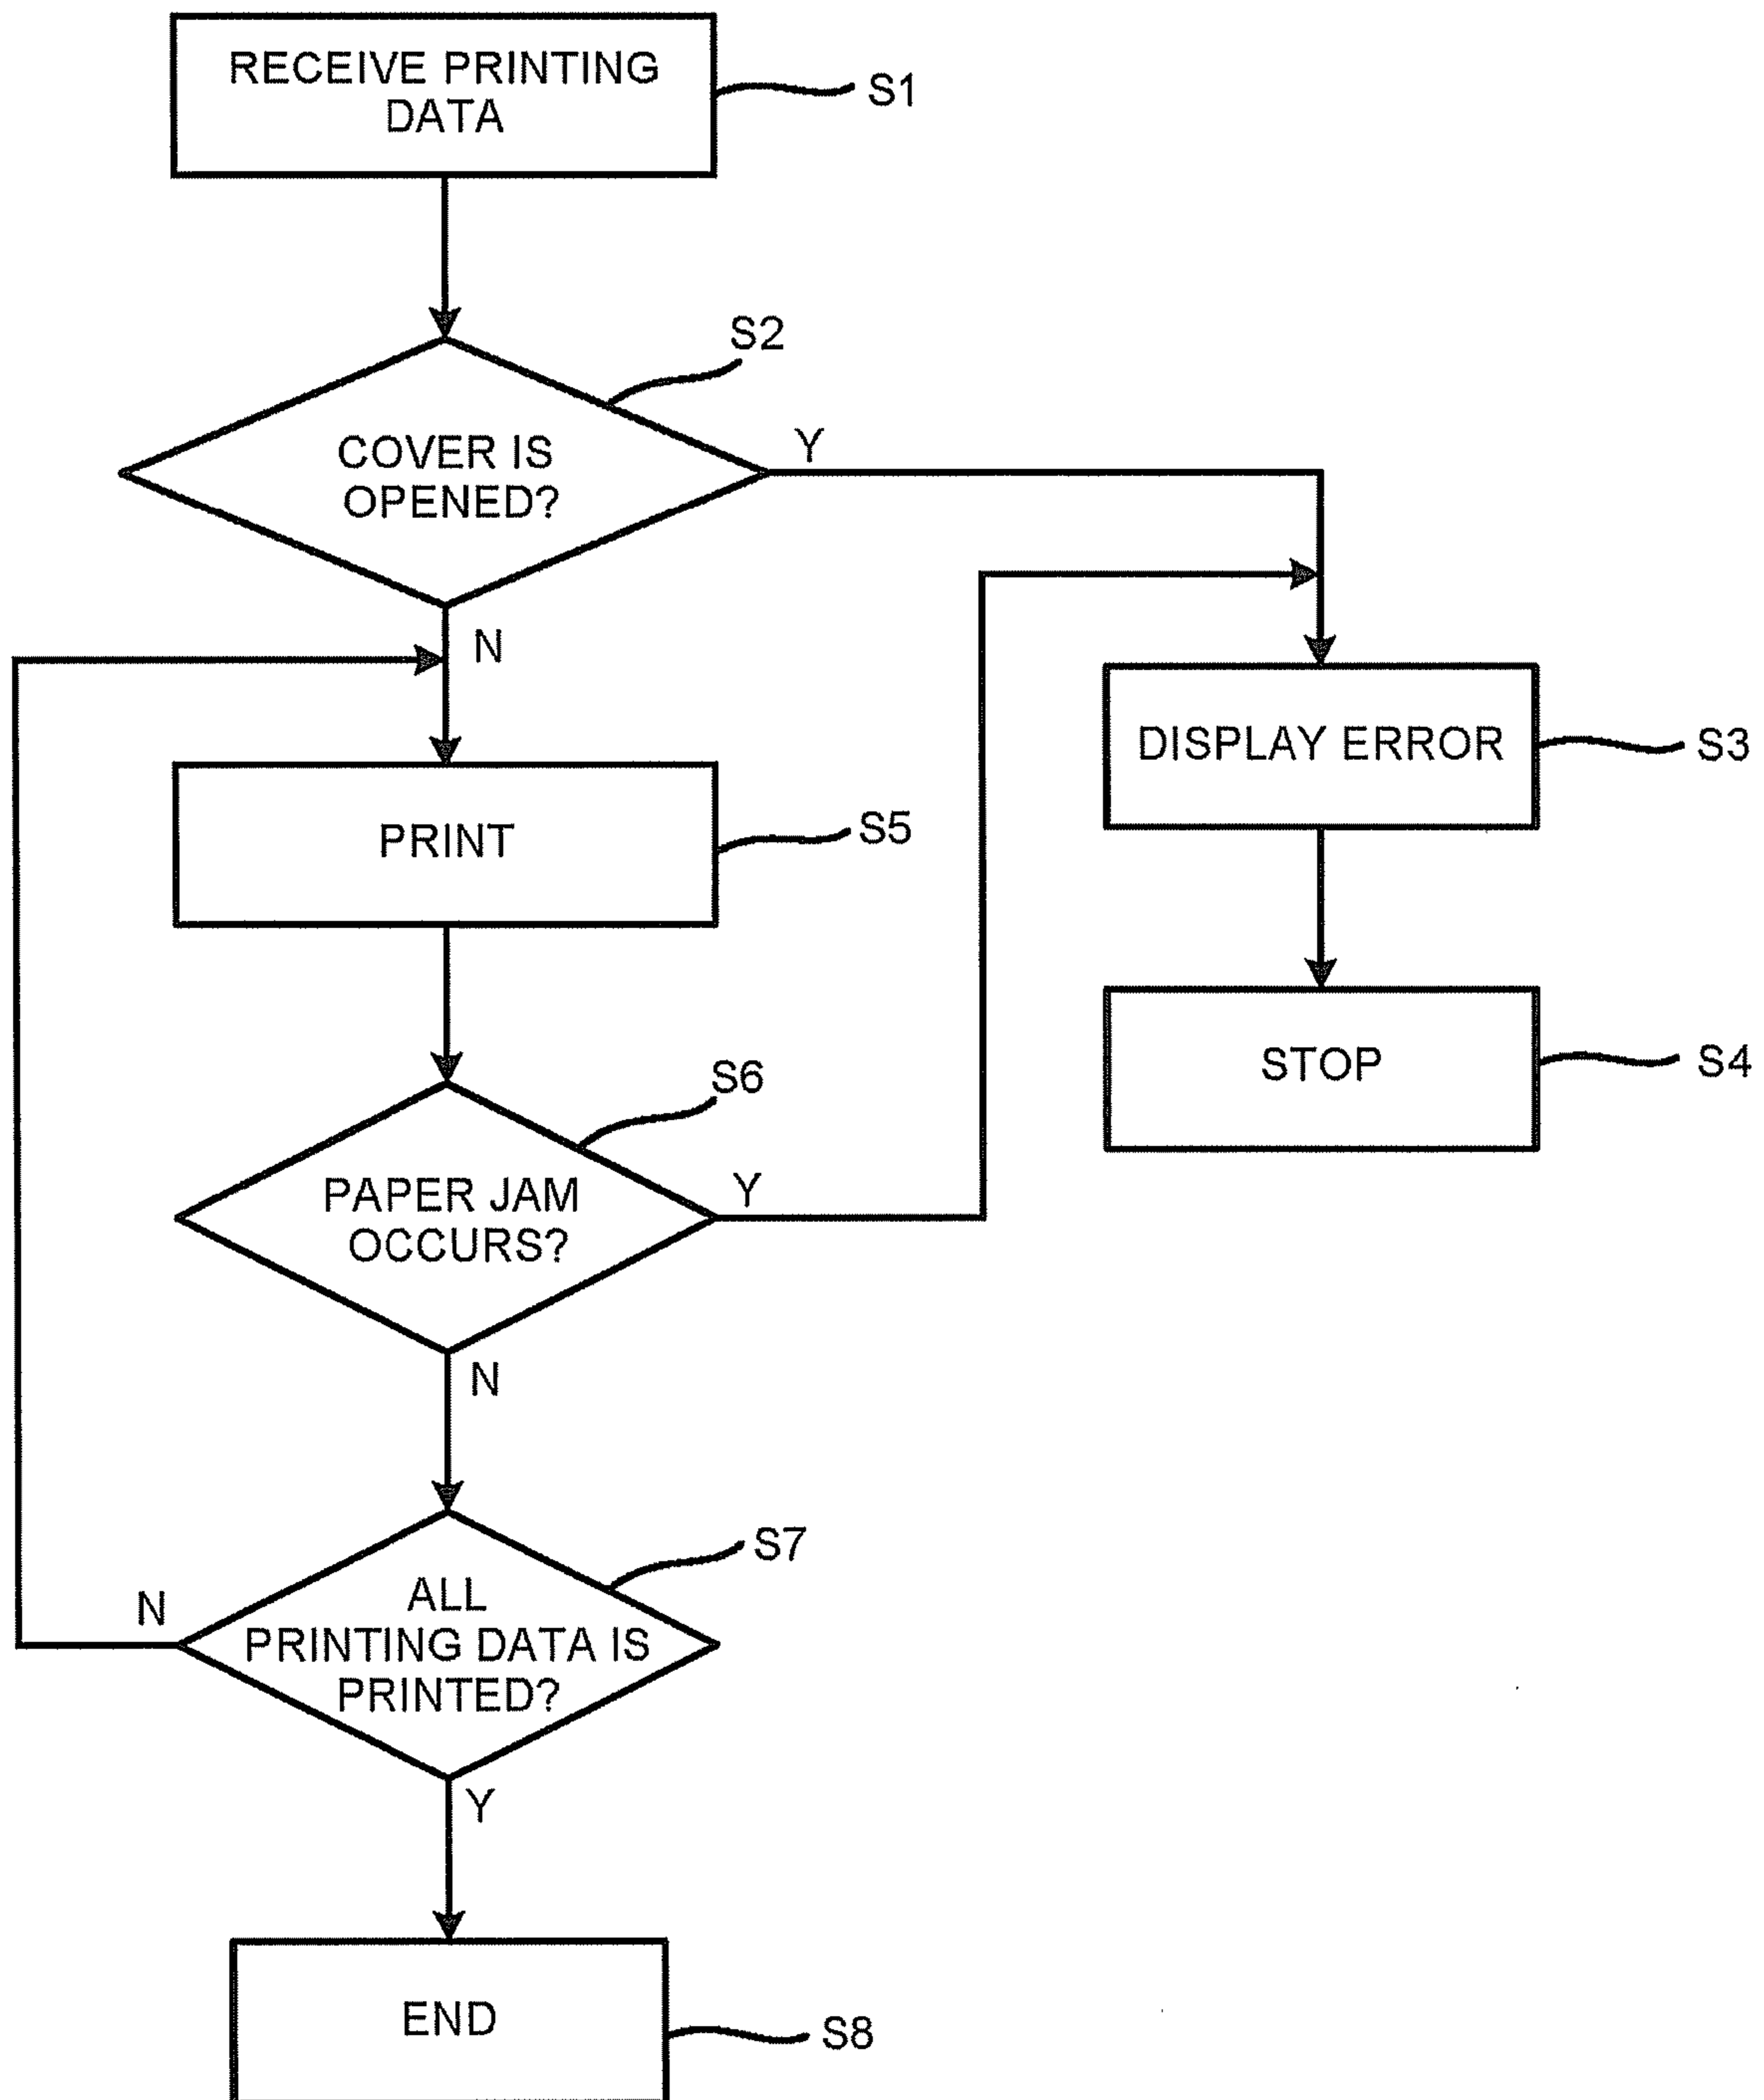 RECEIVE PRINTING
DATA
S1
S2
COVER IS
OPENED?
Y
N
DISPLAY ERROR
S3
PRINT
S5
STOP
S4
S6
PAPER JAM
OCCURS?
Y
N
S7
ALL
PRINTING DATA IS
PRINTED?
N
Y
END
S8